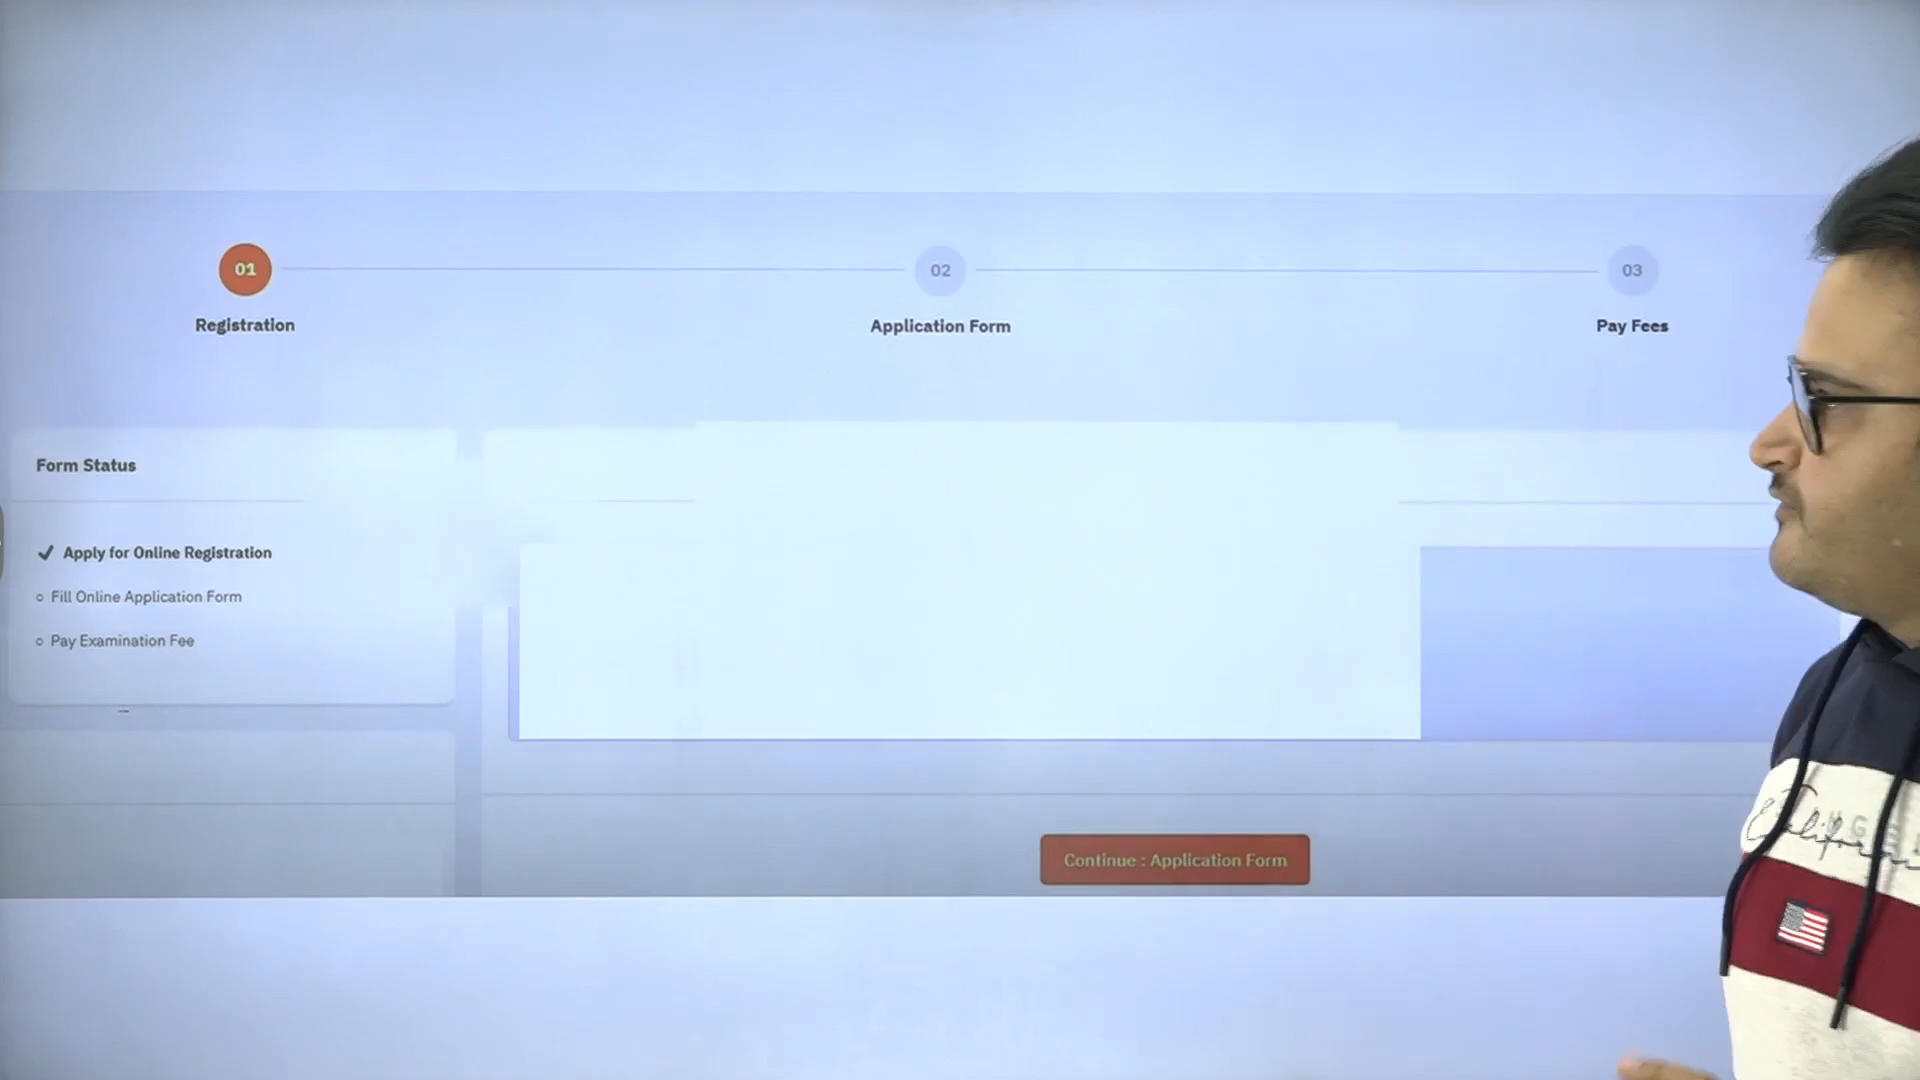 01
02
03
Registration
Application Form
Pay Fees
Form Status
✔ Apply for Online Registration
○ Fill Online Application Form
○ Pay Examination Fee
Continue : Application Form